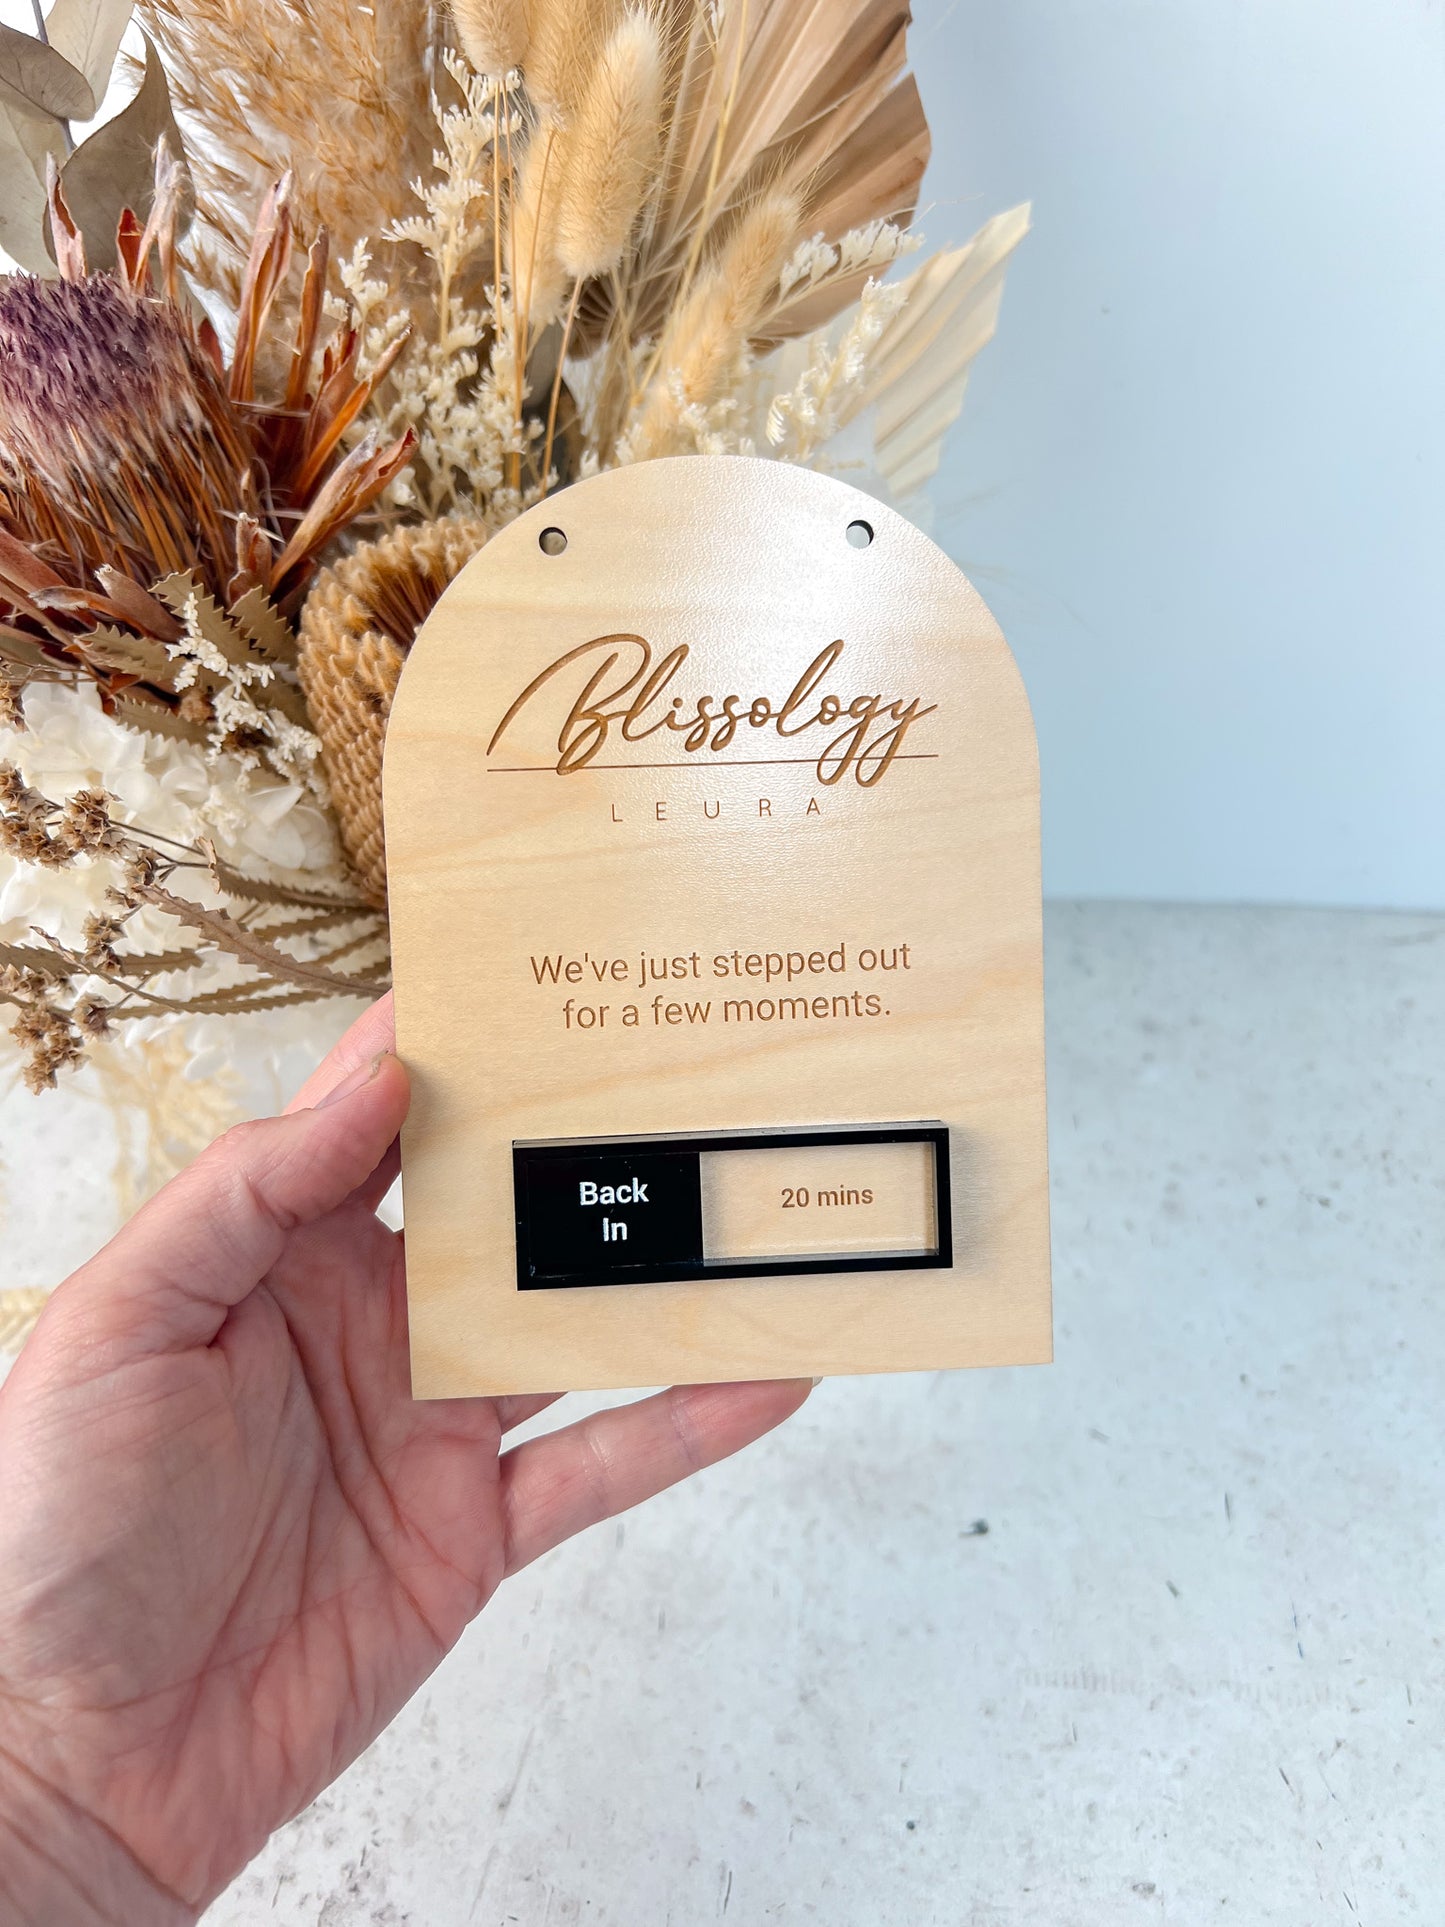 Blissology
LEURA
We've just stepped out
for a few moments.
Back
In
20 mins